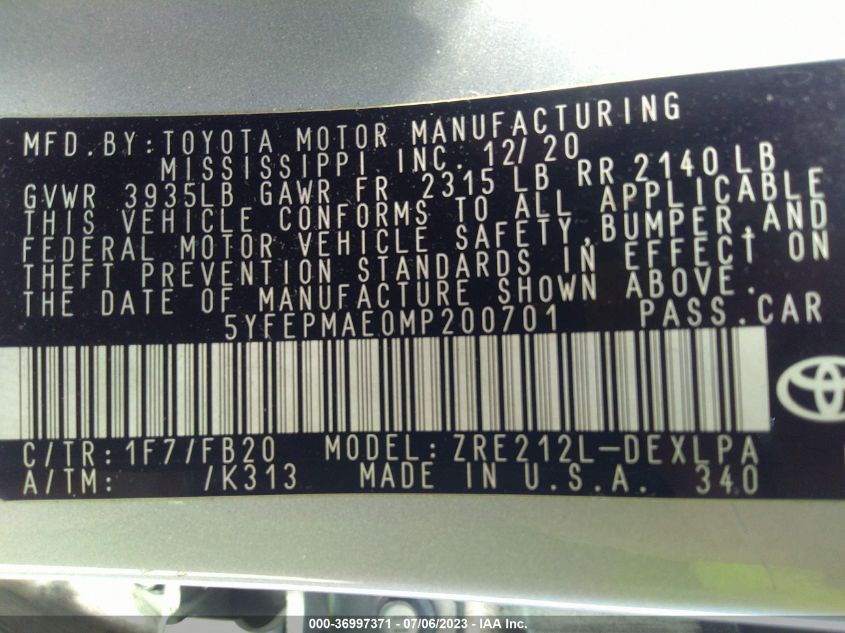 MFD.BY:TOYOTA MOTOR MANUFACTURING
MISSISSIPPI INC. 12/20
GVWR 3935LB GAWR FR 2315 LB RR 2140LB
THIS VEHICLE CONFORMS TO ALL APPLICABLE
FEDERAL MOTOR VEHICLE SAFETY,BUMPER,AND
THEFT PREVENTION STANDARDS IN EFFECT ON
THE DATE OF MANUFACTURE SHOWN ABOVE.
5YFEPMAE0MP200701 PASS.CAR
C/TR:1F7/FB20 MODEL:ZRE212L-DEXLPA
A/TM: /K313 MADE IN U.S.A. 340
000-36997371 - 07/06/2023 - © IAA Inc.